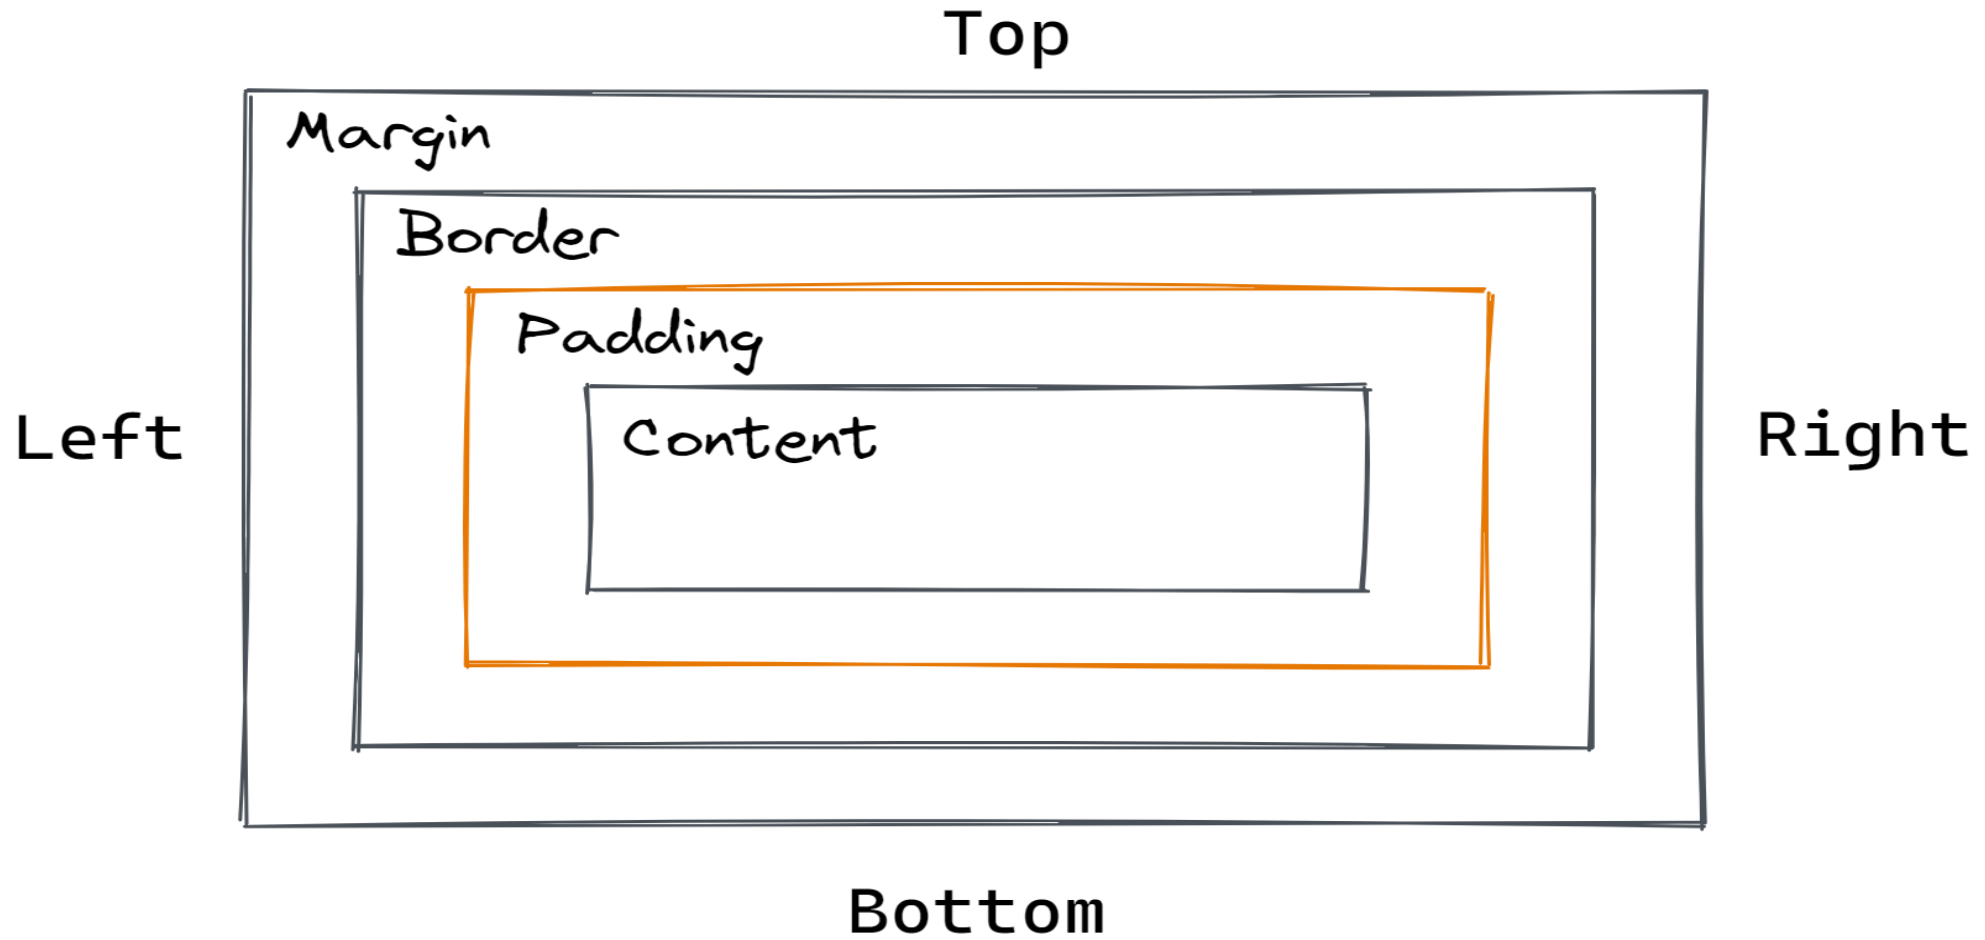 Top
Margin
Border
Padding
Left
Content
Right
Bottom